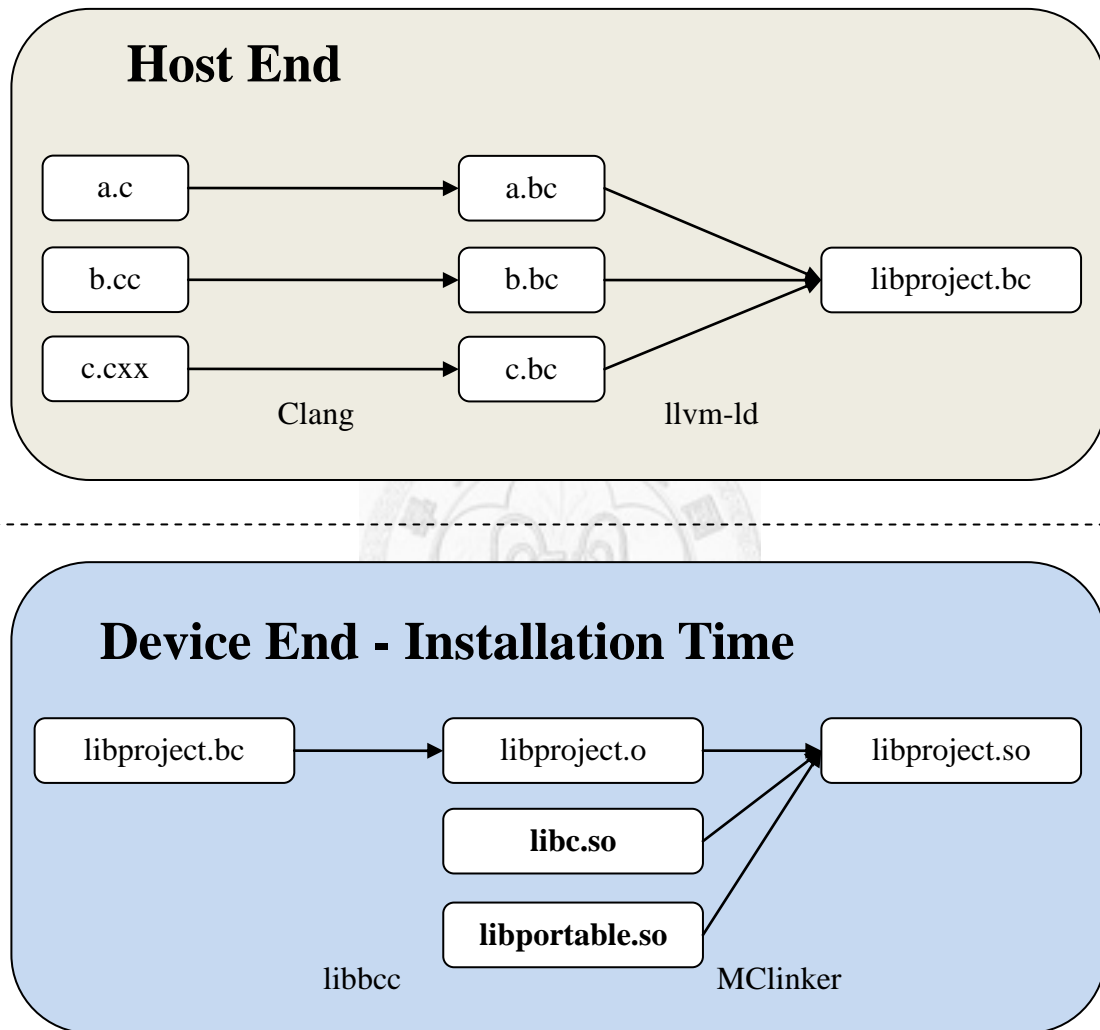 Host End
a.c
a.bc
b.cc
b.bc
libproject.bc
c.cxx
c.bc
Clang
llvm-ld
Device End - Installation Time
libproject.bc
libproject.o
libproject.so
libc.so
libportable.so
libbcc
MClinker